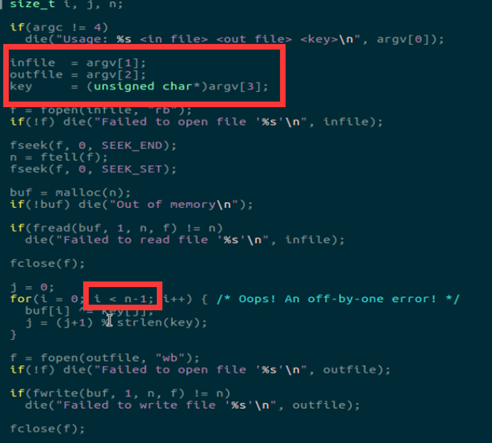 size_t i, j, n;
if(argc != 4)
die("Usage: %s <in file> <out file> <key>\n", argv[0]);
infile = argv[1];
outfile = argv[2];
key = (unsigned char*)argv[3];
f = fopen(infile, "rb");
if(!f) die("Failed to open file '%s'\n", infile);
fseek(f, 0, SEEK_END);
n = ftell(f);
fseek(f, 0, SEEK_SET);
buf = malloc(n);
if(!buf) die("Out of memory\n");
if(fread(buf, 1, n, f) != n)
die("Failed to read file '%s'\n", infile);
fclose(f);
j = 0;
for(i = 0; i < n-1; i++) { /* Oops! An off-by-one error! */
buf[i] ^= key[j];
j = (j+1) % strlen(key);
}
f = fopen(outfile, "wb");
if(!f) die("Failed to open file '%s'\n", outfile);
if(fwrite(buf, 1, n, f) != n)
die("Failed to write file '%s'\n", outfile);
fclose(f);